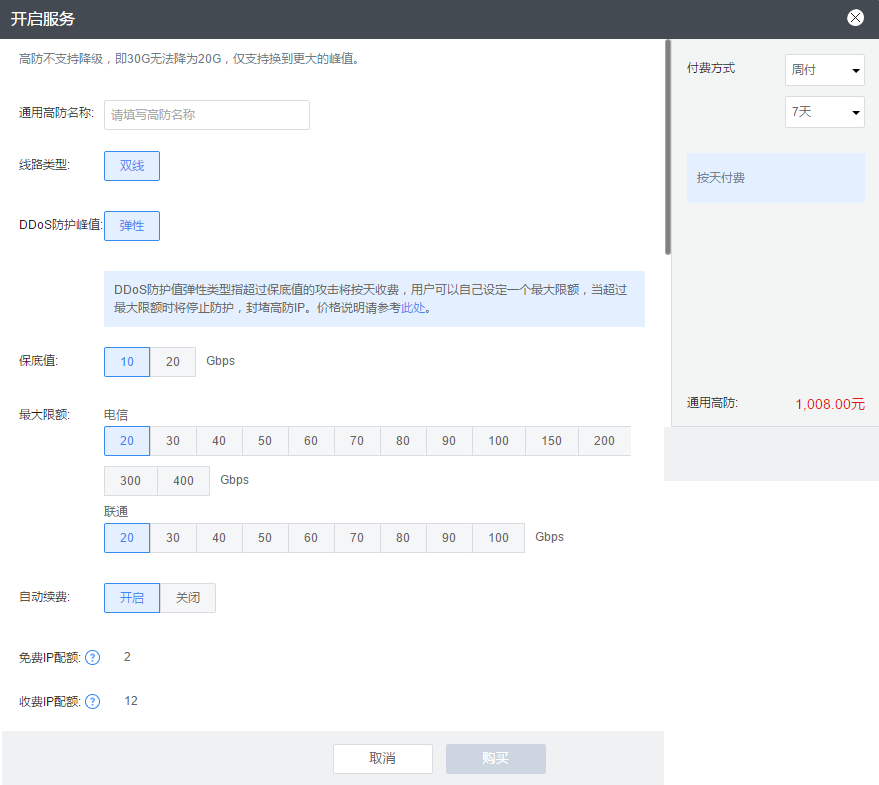 开启服务
高防不支持降级，即30G无法降为20G，仅支持换到更大的峰值。
通用高防名称: 请填写高防名称
线路类型: 双线
DDoS防护峰值: 弹性
DDoS防护值弹性类型指超过保底值的攻击将按天收费，用户可以自己设定一个最大限额，当超过
最大限额时将停止防护，封堵高防IP。价格说明请参考此处。
保底值: 10 20 Gbps
最大限额: 电信
20 30 40 50 60 70 80 90 100 150 200
300 400 Gbps
联通
20 30 40 50 60 70 80 90 100 Gbps
自动续费: 开启 关闭
免费IP配额: ? 2
收费IP配额: ? 12
取消 购买
付费方式 周付
7天
按天付费
通用高防: 1,008.00元